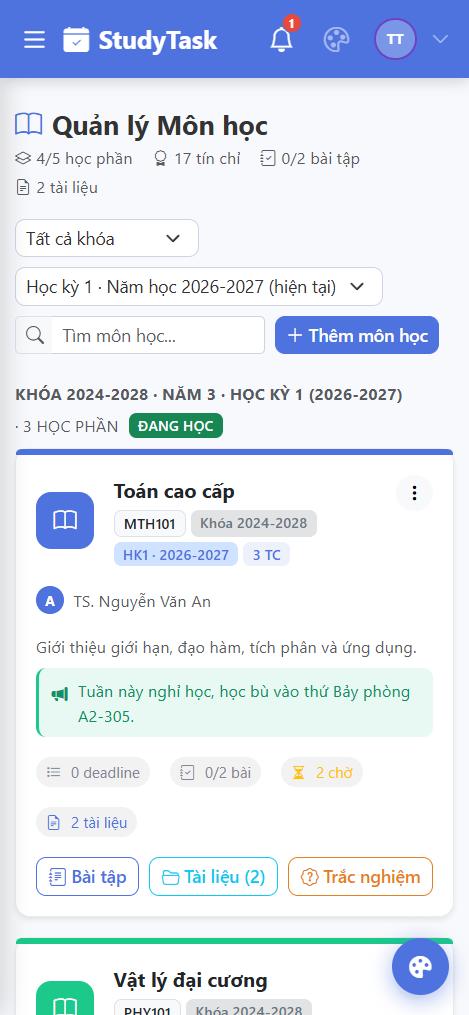 StudyTask
1
TT
Quản lý Môn học
4/5 học phần 17 tín chỉ 0/2 bài tập
2 tài liệu
Tất cả khóa
Học kỳ 1 · Năm học 2026-2027 (hiện tại)
Tìm môn học...
+ Thêm môn học
KHÓA 2024-2028 · NĂM 3 · HỌC KỲ 1 (2026-2027)
· 3 HỌC PHẦN ĐANG HỌC
Toán cao cấp
MTH101 Khóa 2024-2028
HK1 · 2026-2027 3 TC
A TS. Nguyễn Văn An
Giới thiệu giới hạn, đạo hàm, tích phân và ứng dụng.
Tuần này nghỉ học, học bù vào thứ Bảy phòng
A2-305.
0 deadline 0/2 bài 2 chờ
2 tài liệu
Bài tập Tài liệu (2) Trắc nghiệm
Vật lý đại cương
PHY101 Khóa 2024-2028